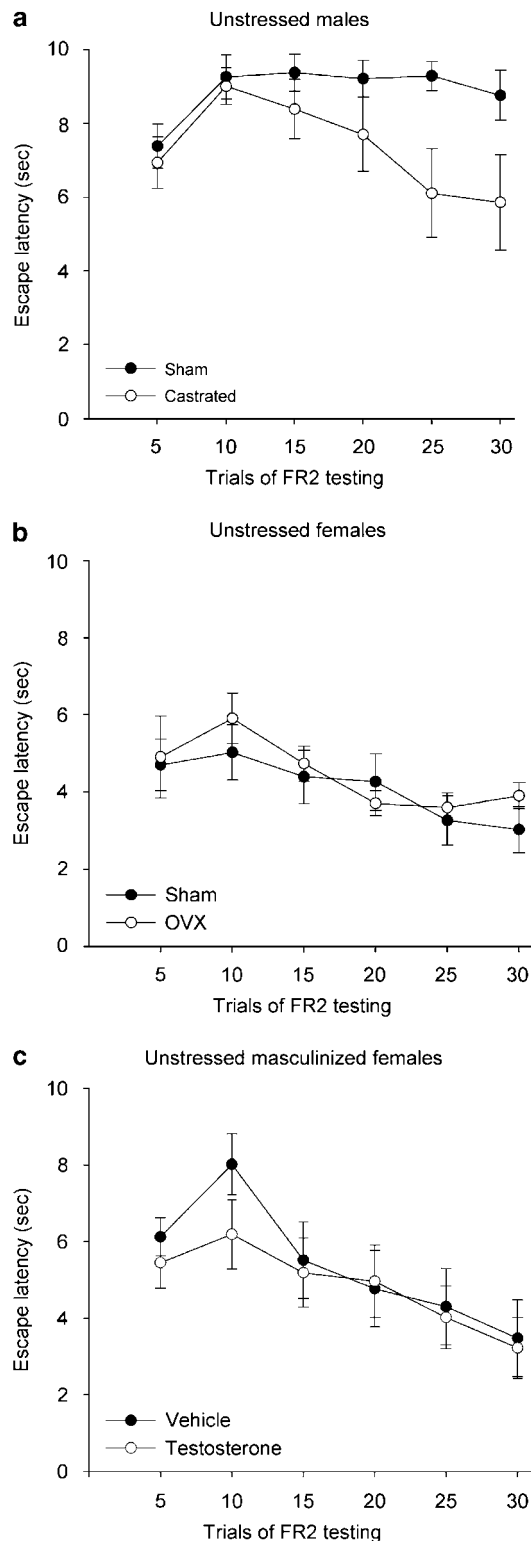 a
Unstressed males
10
8
6
4
2
0
Escape latency (sec)
Sham
Castrated
5 10 15 20 25 30
Trials of FR2 testing
b
Unstressed females
10
8
6
4
2
0
Escape latency (sec)
Sham
OVX
5 10 15 20 25 30
Trials of FR2 testing
c
Unstressed masculinized females
10
8
6
4
2
0
Escape latency (sec)
Vehicle
Testosterone
5 10 15 20 25 30
Trials of FR2 testing